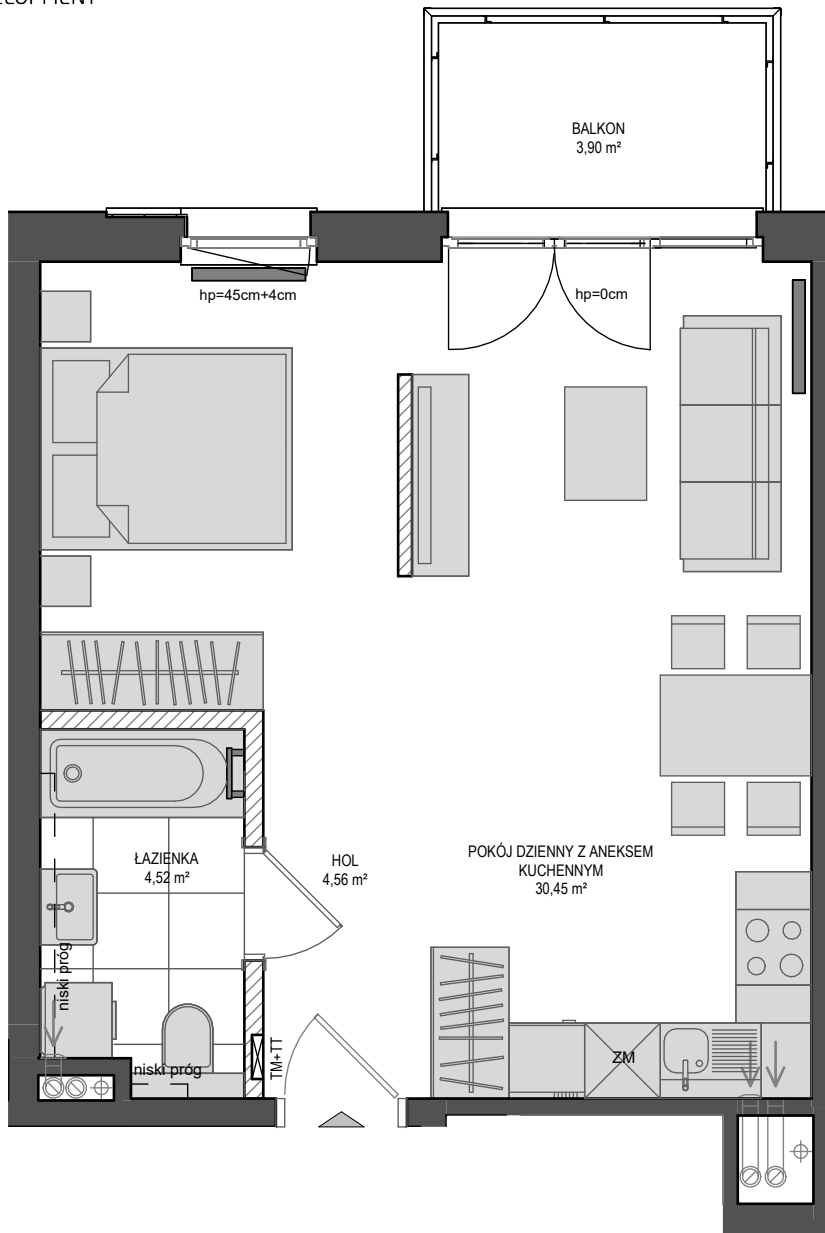 BALKON
3,90 m²
hp=45cm+4cm
hp=0cm
ŁAZIENKA
4,52 m²
HOL
4,56 m²
POKÓJ DZIENNY Z ANEKSEM
KUCHENNYM
30,45 m²
niski próg
niski próg
TM+TT
ZM